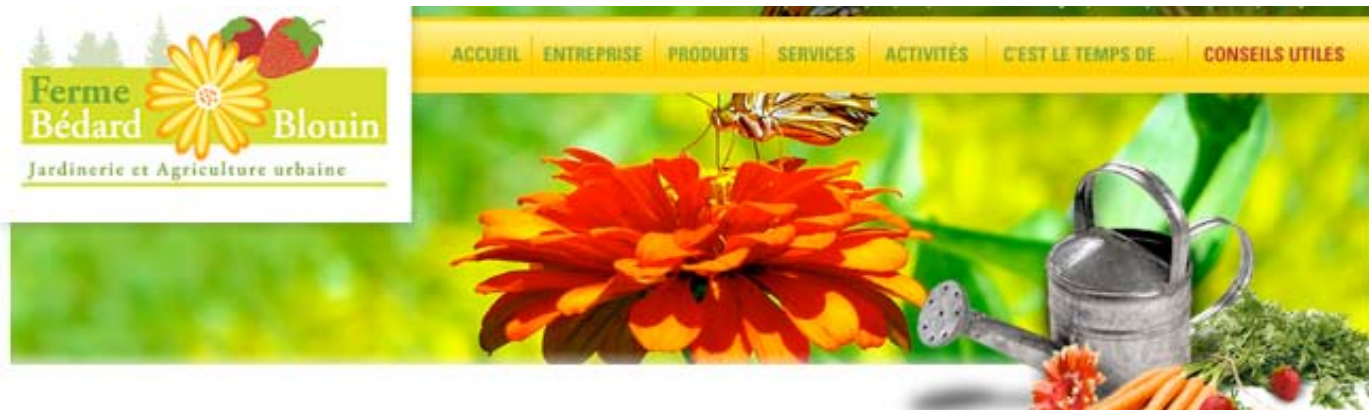 Ferme
Bédard Blouin
Jardinerie et Agriculture urbaine
ACCUEIL ENTREPRISE PRODUITS SERVICES ACTIVITÉS C'EST LE TEMPS DE... CONSEILS UTILES